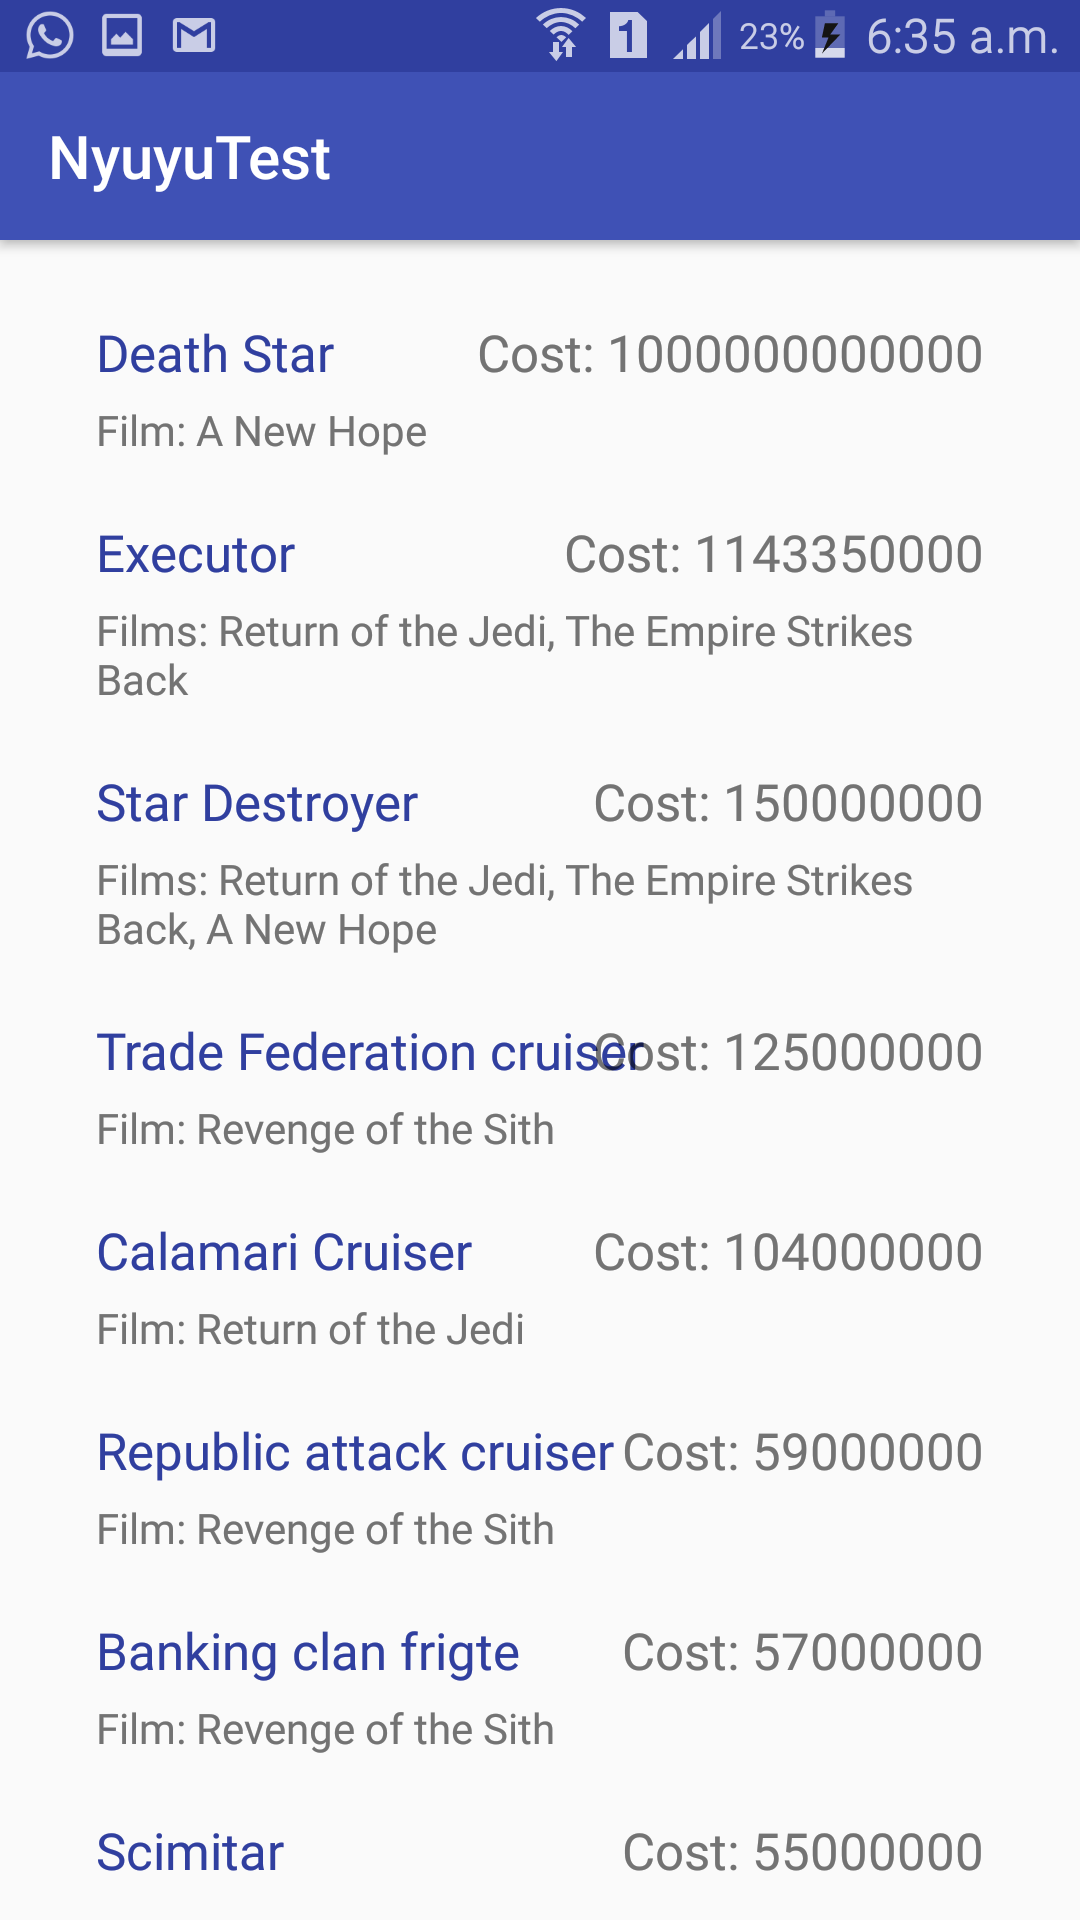 1 23% 6:35 a.m.
NyuyuTest
Death Star Cost: 1000000000000
Film: A New Hope
Executor Cost: 1143350000
Films: Return of the Jedi, The Empire Strikes
Back
Star Destroyer Cost: 150000000
Films: Return of the Jedi, The Empire Strikes
Back, A New Hope
Trade Federation cruiser Cost: 125000000
Film: Revenge of the Sith
Calamari Cruiser Cost: 104000000
Film: Return of the Jedi
Republic attack cruiser Cost: 59000000
Film: Revenge of the Sith
Banking clan frigte Cost: 57000000
Film: Revenge of the Sith
Scimitar Cost: 55000000